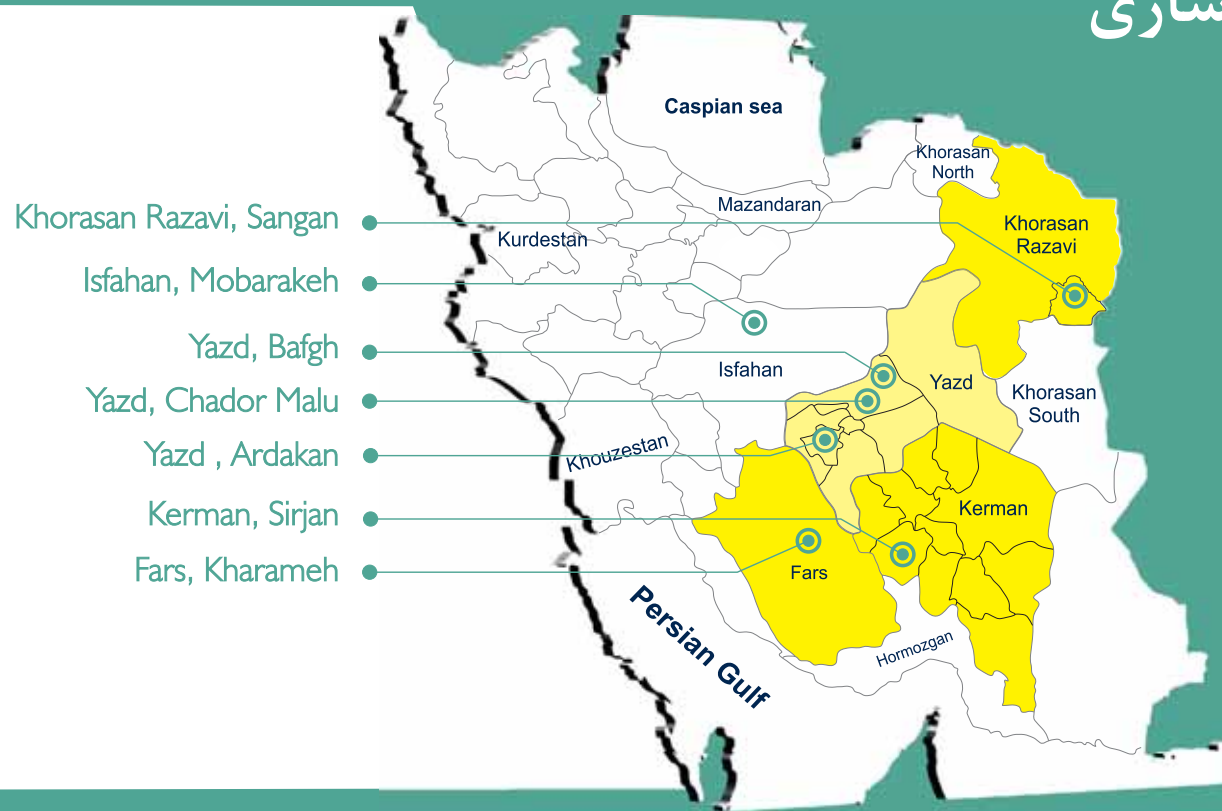 Caspian sea
Khorasan
North
Mazandaran
Khorasan
Razavi
Kurdestan
Isfahan
Yazd
Khorasan
South
Khouzestan
Kerman
Fars
Hormozgan
Persian Gulf
Khorasan Razavi, Sangan
Isfahan, Mobarakeh
Yazd, Bafgh
Yazd, Chador Malu
Yazd , Ardakan
Kerman, Sirjan
Fars, Kharameh